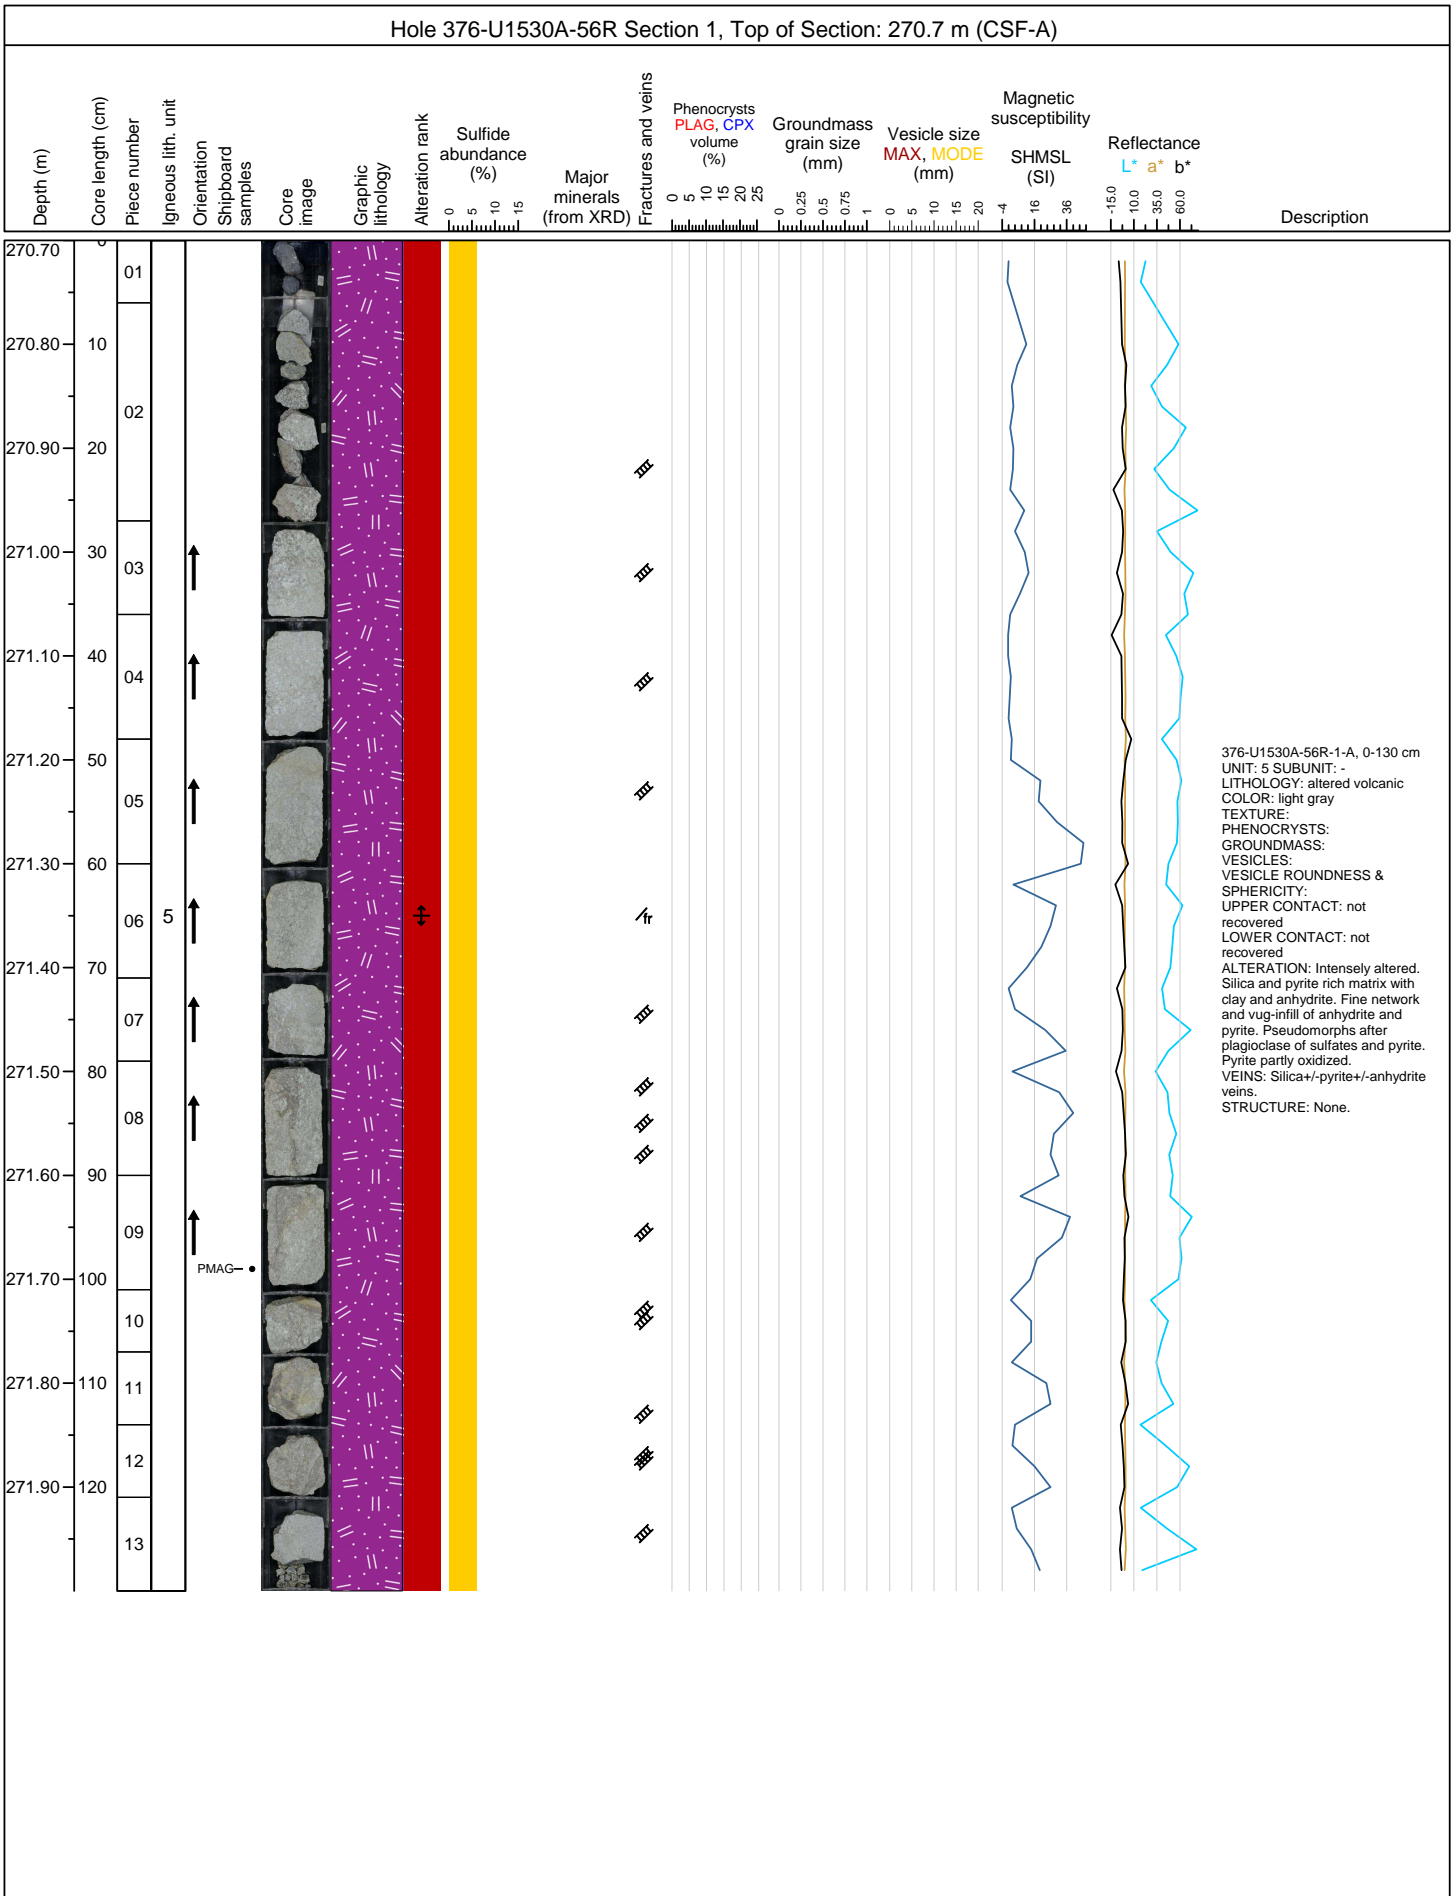 Hole 376-U1530A-56R Section 1, Top of Section: 270.7 m (CSF-A)
Depth (m)
Core length (cm)
Piece number
Igneous lith. unit
Orientation
Shipboard
samples
Core
image
Graphic
lithology
Alteration rank
Sulfide
abundance
(%)
0 5 10 15
Major
minerals
(from XRD)
Fractures and veins
Phenocrysts
PLAG, CPX
volume
(%)
0 5 10 15 20 25
Groundmass
grain size
(mm)
0 0.25 0.5 0.75 1
Vesicle size
MAX, MODE
(mm)
0 5 10 15 20
Magnetic
susceptibility
SHMSL
(SI)
-4 16 36
Reflectance
L* a* b*
-15.0 10.0 35.0 60.0
Description
270.70 0
01
270.80 10
02
270.90 20
271.00 30
03
271.10 40
04
271.20 50
05
271.30 60
06 5 fr
271.40 70
07
271.50 80
08
271.60 90
09
PMAG
271.70 100
10
271.80 110
11
12
271.90 120
13
376-U1530A-56R-1-A, 0-130 cm
UNIT: 5 SUBUNIT: -
LITHOLOGY: altered volcanic
COLOR: light gray
TEXTURE:
PHENOCRYSTS:
GROUNDMASS:
VESICLES:
VESICLE ROUNDNESS &
SPHERICITY:
UPPER CONTACT: not
recovered
LOWER CONTACT: not
recovered
ALTERATION: Intensely altered.
Silica and pyrite rich matrix with
clay and anhydrite. Fine network
and vug-infill of anhydrite and
pyrite. Pseudomorphs after
plagioclase of sulfates and pyrite.
Pyrite partly oxidized.
VEINS: Silica+/-pyrite+/-anhydrite
veins.
STRUCTURE: None.